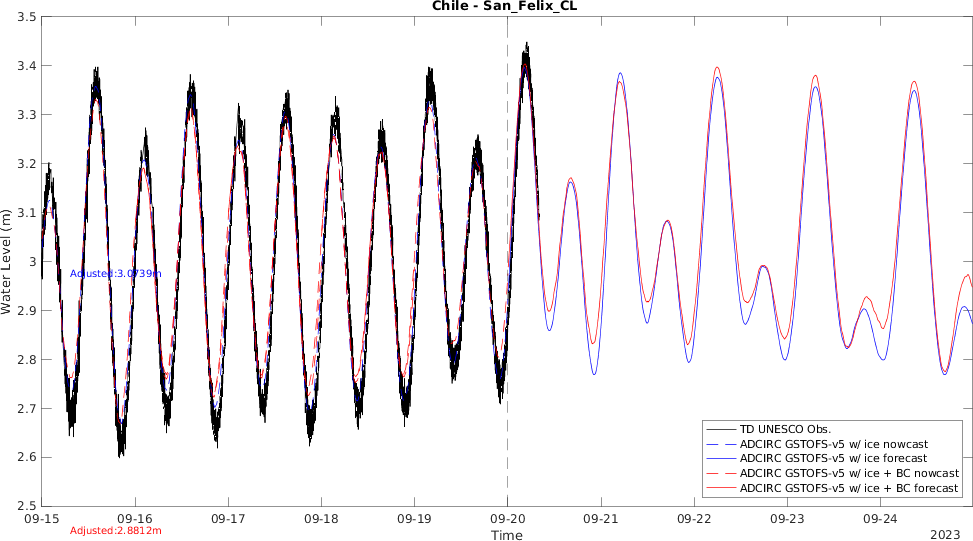 Chile - San_Felix_CL
3.5
3.4
3.3
3.2
3.1
3
2.9
2.8
2.7
2.6
2.5
Water Level (m)
Adjusted:3.0739m
TD UNESCO Obs.
ADCIRC GSTOFS-v5 w/ ice nowcast
ADCIRC GSTOFS-v5 w/ ice forecast
ADCIRC GSTOFS-v5 w/ ice + BC nowcast
ADCIRC GSTOFS-v5 w/ ice + BC forecast
09-15 09-16 09-17 09-18 09-19 09-20 09-21 09-22 09-23 09-24
Adjusted:2.8812m
Time
2023